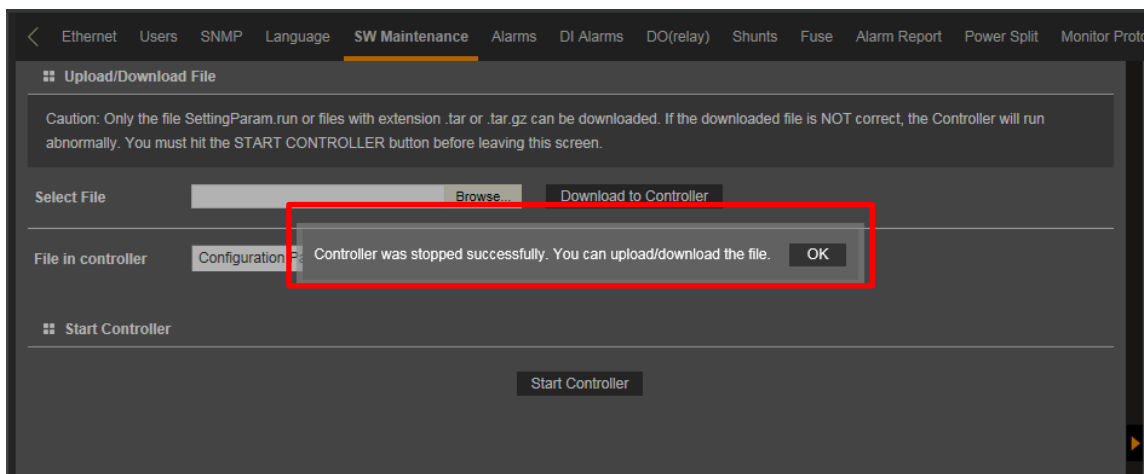 Ethernet Users SNMP Language SW Maintenance Alarms DI Alarms DO(relay) Shunts Fuse Alarm Report Power Split Monitor
Upload/Download File
Caution: Only the file SettingParam.run or files with extension .tar or .tar.gz can be downloaded. If the downloaded file is NOT correct, the Controller will run
abnormally. You must hit the START CONTROLLER button before leaving this screen.
Select File Browse... Download to Controller
Controller was stopped successfully. You can upload/download the file. OK
File in controller Configuration
Start Controller
Start Controller